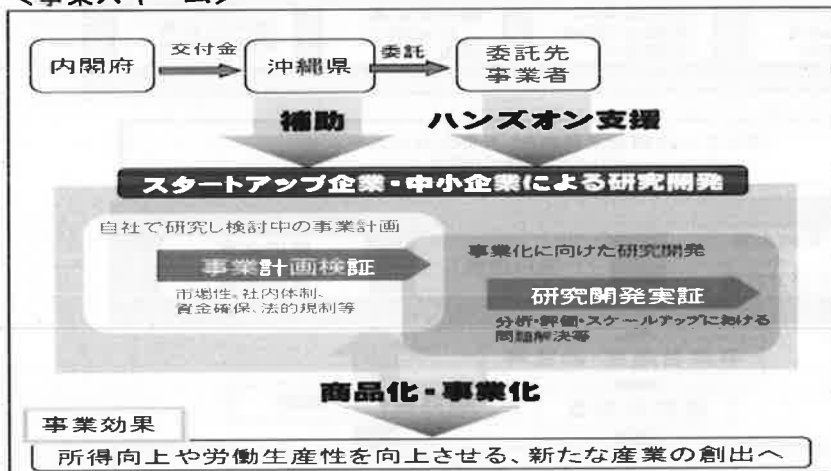 交付金
委託
内閣府
沖縄県
委託先
事業者
補助
ハンズオン支援
スタートアップ企業・中小企業による研究開発
自社で研究し検討中の事業計画
事業計画検証
市場性、社内体制、
資金確保、法的規制等
事業化に向けた研究開発
研究開発実証
分析・評価・スケールアップにおける
問題解決等
商品化・事業化
事業効果
所得向上や労働生産性を向上させる、新たな産業の創出へ